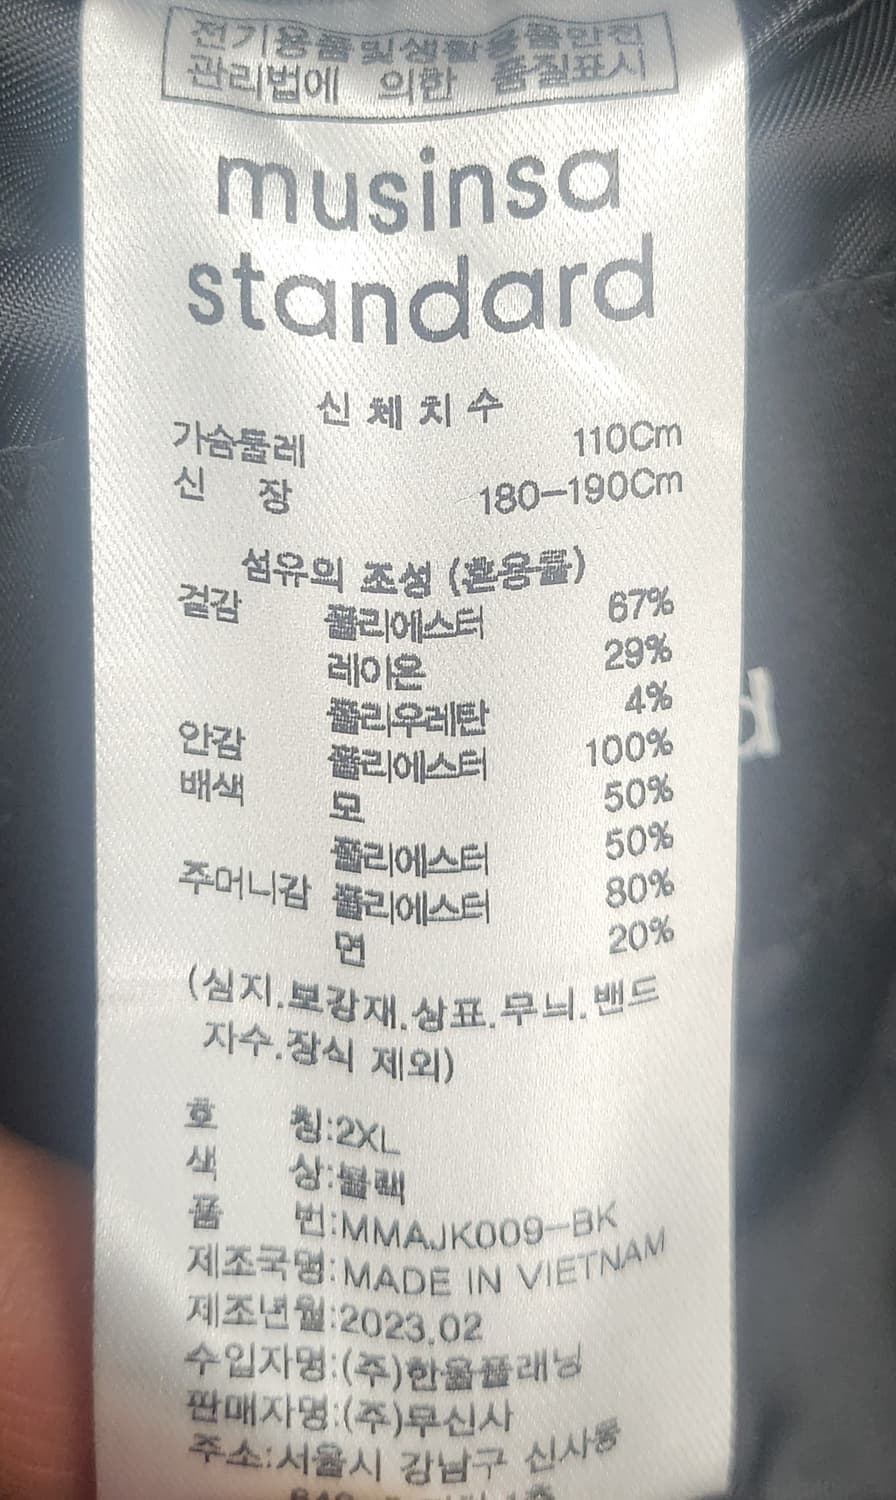 전기용품및생활용품안전
관리법에 의한 품질표시
musinsa
standard
신체치수
가슴둘레 110Cm
신 장 180-190Cm
섬유의 조성 (혼용률)
겉감 폴리에스터 67%
레이온 29%
폴리우레탄 4%
안감 폴리에스터 100%
배색 모 50%
폴리에스터 50%
주머니감 폴리에스터 80%
면 20%
(심지.보강재.상표.무늬.밴드
자수.장식 제외)
호 칭:2XL
색 상:블랙
품 번:MMAJK009-BK
제조국명:MADE IN VIETNAM
제조년월:2023.02
수입자명:(주)한울플래닝
판매자명:(주)무신사
주소:서울시 강남구 신사동